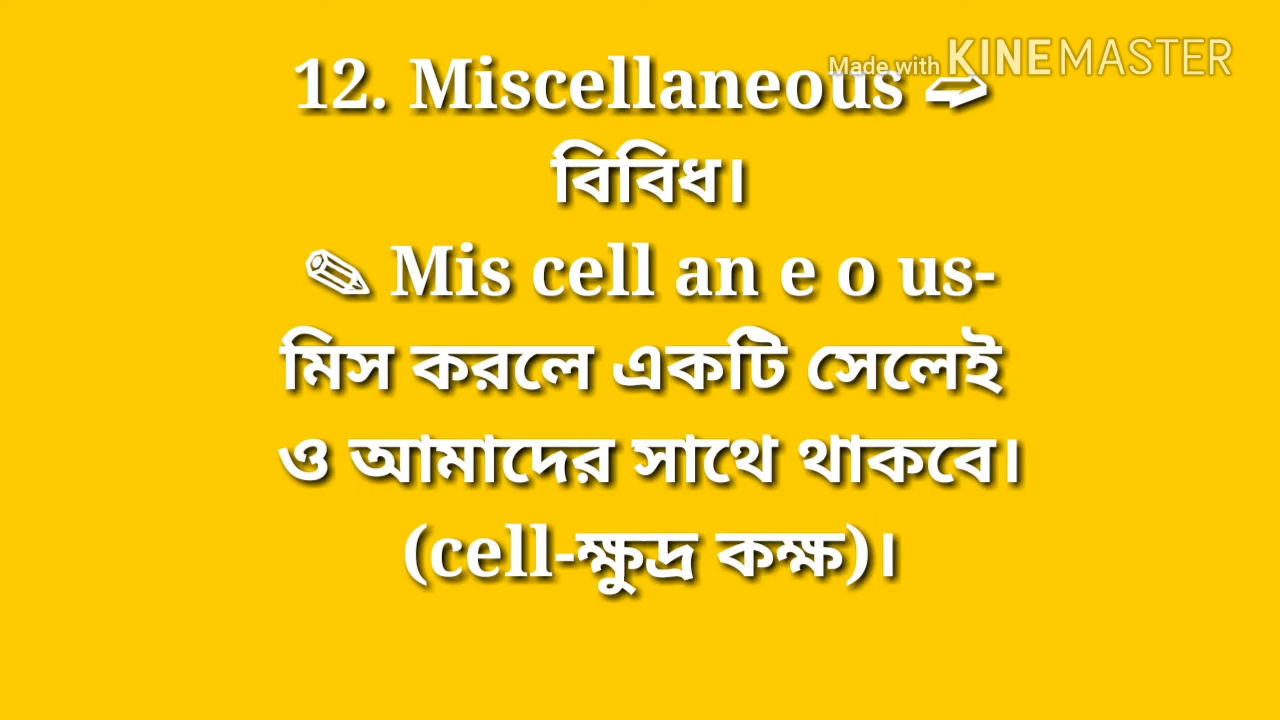 Made with KINEMASTER
12. Miscellaneous ➫
বিবিধ।
✎ Mis cell an e o us-
মিস করলে একটি সেলেই
ও আমাদের সাথে থাকবে।
(cell-ক্ষুদ্র কক্ষ)।